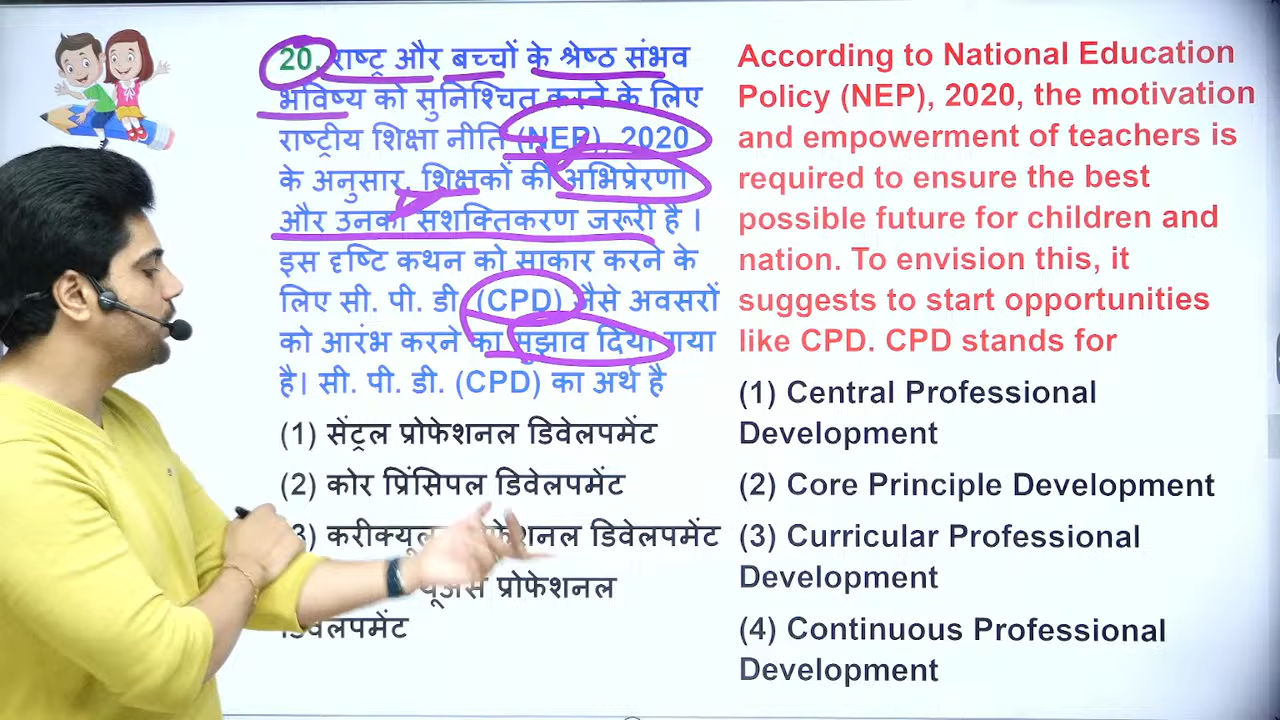 20. राष्ट्र और बच्चों के श्रेष्ठ संभव
भविष्य को सुनिश्चित करने के लिए
राष्ट्रीय शिक्षा नीति (NEP), 2020
के अनुसार, शिक्षकों की अभिप्रेरणा
और उनका सशक्तिकरण जरूरी है ।
इस दृष्टि कथन को साकार करने के
लिए सी. पी. डी. (CPD) जैसे अवसरों
को आरंभ करने का सुझाव दिया गया
है। सी. पी. डी. (CPD) का अर्थ है
(1) सेंट्रल प्रोफेशनल डिवेलपमेंट
(2) कोर प्रिंसिपल डिवेलपमेंट
3) डिवेलपमेंट
प्रोफेशनल
According to National Education
Policy (NEP), 2020, the motivation
and empowerment of teachers is
required to ensure the best
possible future for children and
nation. To envision this, it
suggests to start opportunities
like CPD. CPD stands for
(1) Central Professional
Development
(2) Core Principle Development
(3) Curricular Professional
Development
(4) Continuous Professional
Development